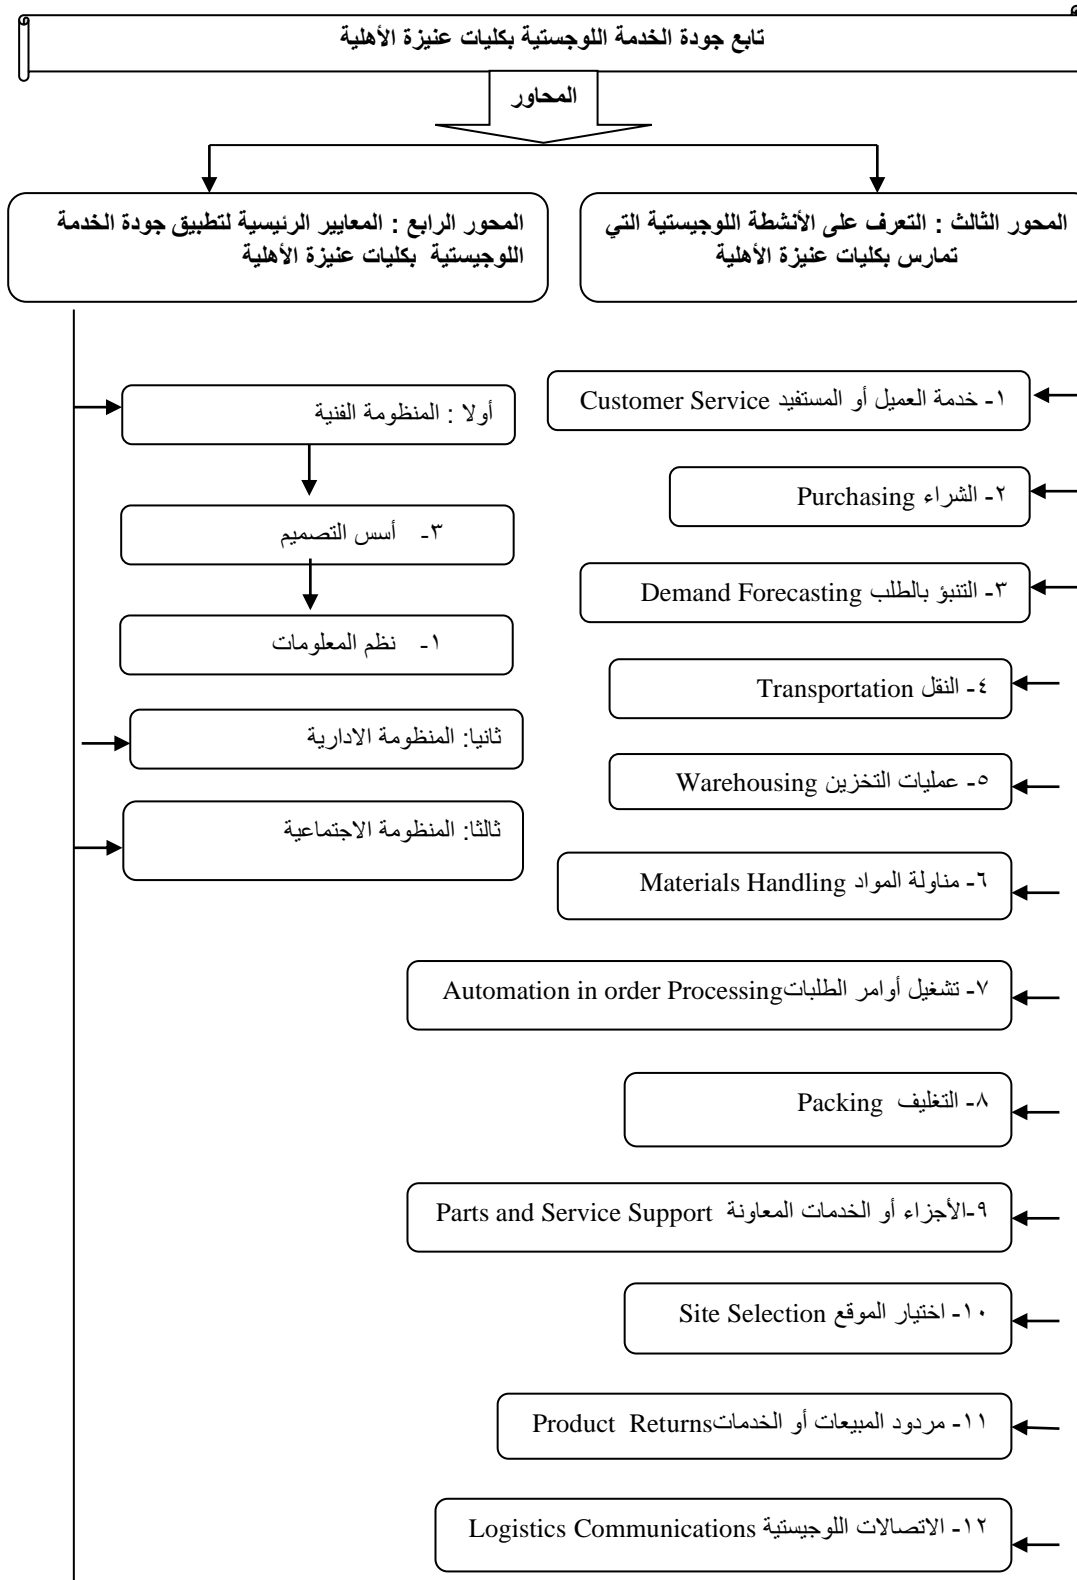 تابع جودة الخدمة اللوجستية بكليات عنيزة الأهلية
المحاور
المحور الثالث : التعرف على الأنشطة اللوجيستية التي
تمارس بكليات عنيزة الأهلية
المحور الرابع : المعايير الرئيسية لتطبيق جودة الخدمة
اللوجيستية بكليات عنيزة الأهلية
١- خدمة العميل أو المستفيد Customer Service
٢- الشراء Purchasing
٣- التنبؤ بالطلب Demand Forecasting
٤- النقل Transportation
٥- عمليات التخزين Warehousing
٦- مناولة المواد Materials Handling
٧- تشغيل أوامر الطلبات Automation in order Processing
٨- التغليف Packing
٩-الأجزاء أو الخدمات المعاونة Parts and Service Support
١٠- اختيار الموقع Site Selection
١١- مردود المبيعات أو الخدمات Product Returns
١٢- الاتصالات اللوجيستية Logistics Communications
أولا : المنظومة الفنية
٣- أسس التصميم
١- نظم المعلومات
ثانيا: المنظومة الادارية
ثالثا: المنظومة الاجتماعية